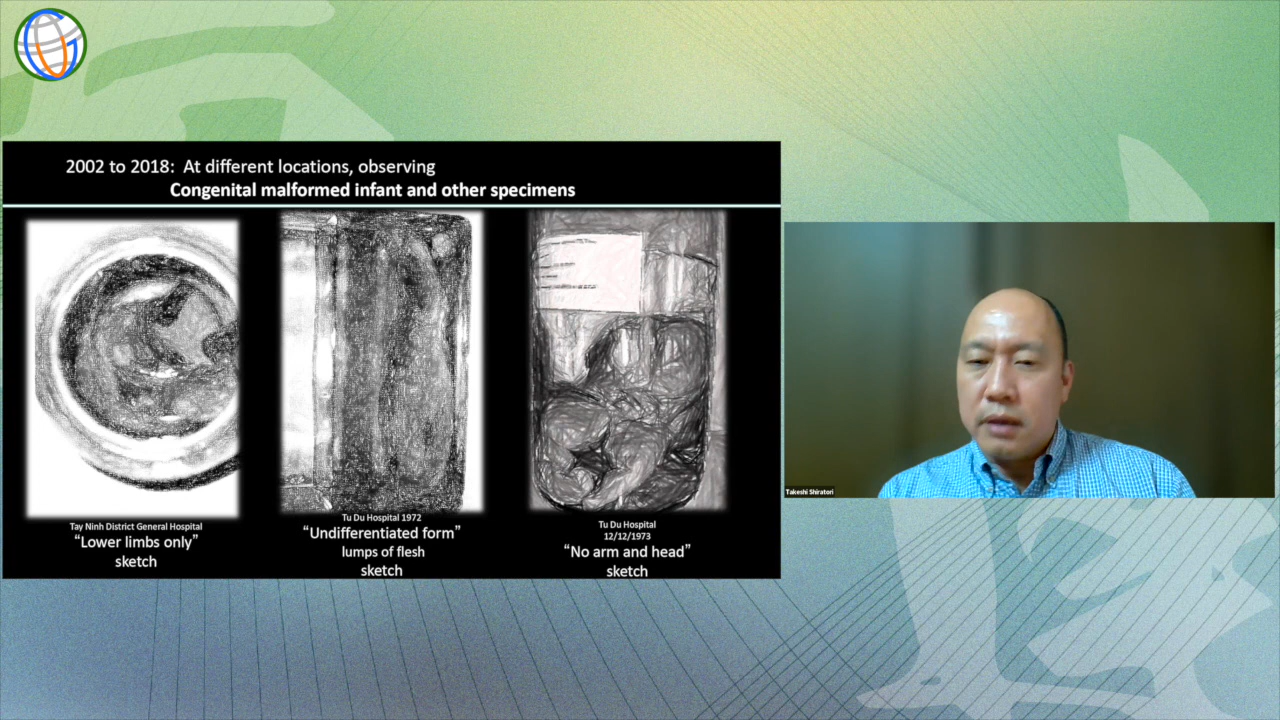 2002 to 2018:  At different locations, observing
Congenital malformed infant and other specimens
Tay Ninh District General Hospital
“Lower limbs only”
sketch
Tu Du Hospital 1972
“Undifferentiated form”
lumps of flesh
sketch
Tu Du Hospital
12/12/1973
“No arm and head”
sketch
Takeshi Shiratori